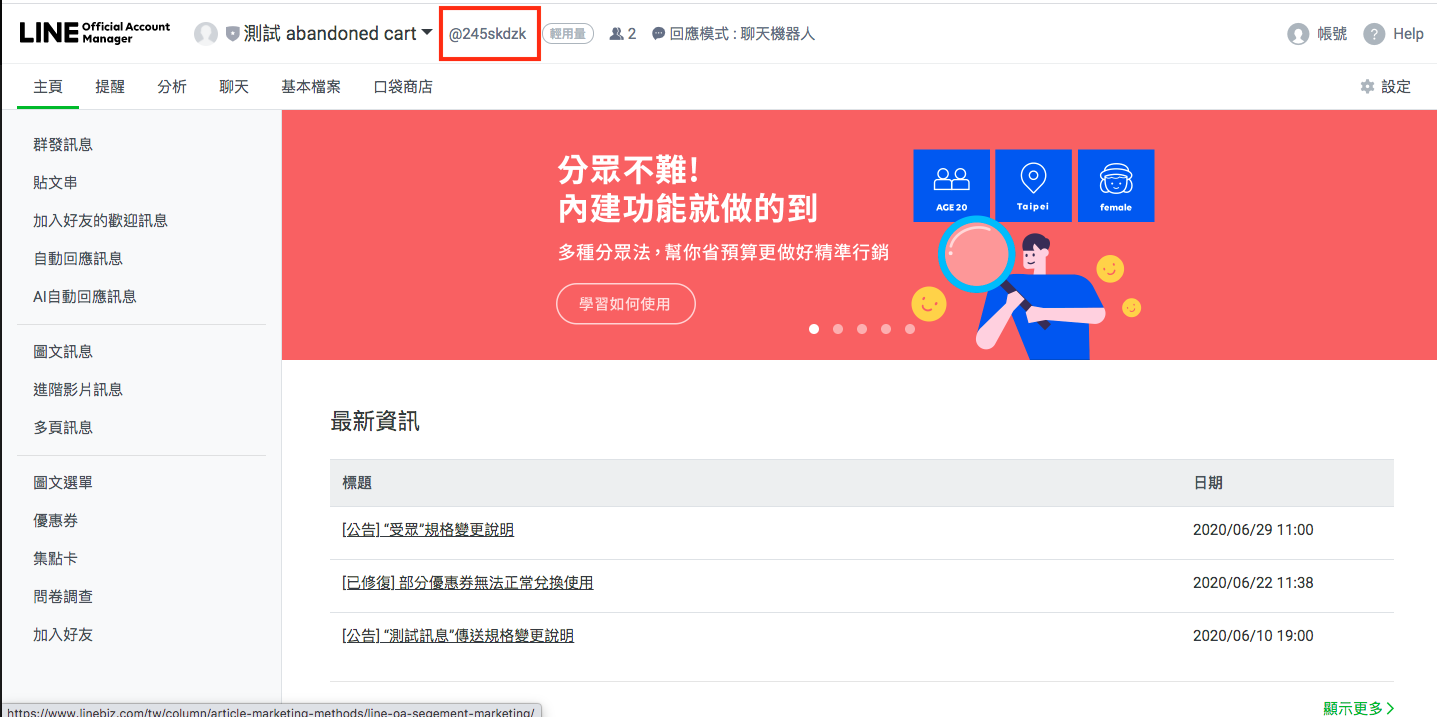 LINE Official Account Manager
測試 abandoned cart
@245skdzk
輕用量
2
回應模式 : 聊天機器人
帳號
Help
主頁
提醒
分析
聊天
基本檔案
口袋商店
設定
群發訊息
貼文串
加入好友的歡迎訊息
自動回應訊息
AI自動回應訊息
圖文訊息
進階影片訊息
多頁訊息
圖文選單
優惠券
集點卡
問卷調查
加入好友
分眾不難!
內建功能就做的到
多種分眾法，幫你省預算更做好精準行銷
學習如何使用
AGE 20
Taipei
female
最新資訊
標題 日期
[公告] “受眾”規格變更說明 2020/06/29 11:00
[已修復] 部分優惠券無法正常兌換使用 2020/06/22 11:38
[公告] “測試訊息”傳送規格變更說明 2020/06/10 19:00
顯示更多
https://www.linebiz.com/tw/column/article-marketing-methods/line-oa-segement-marketing/